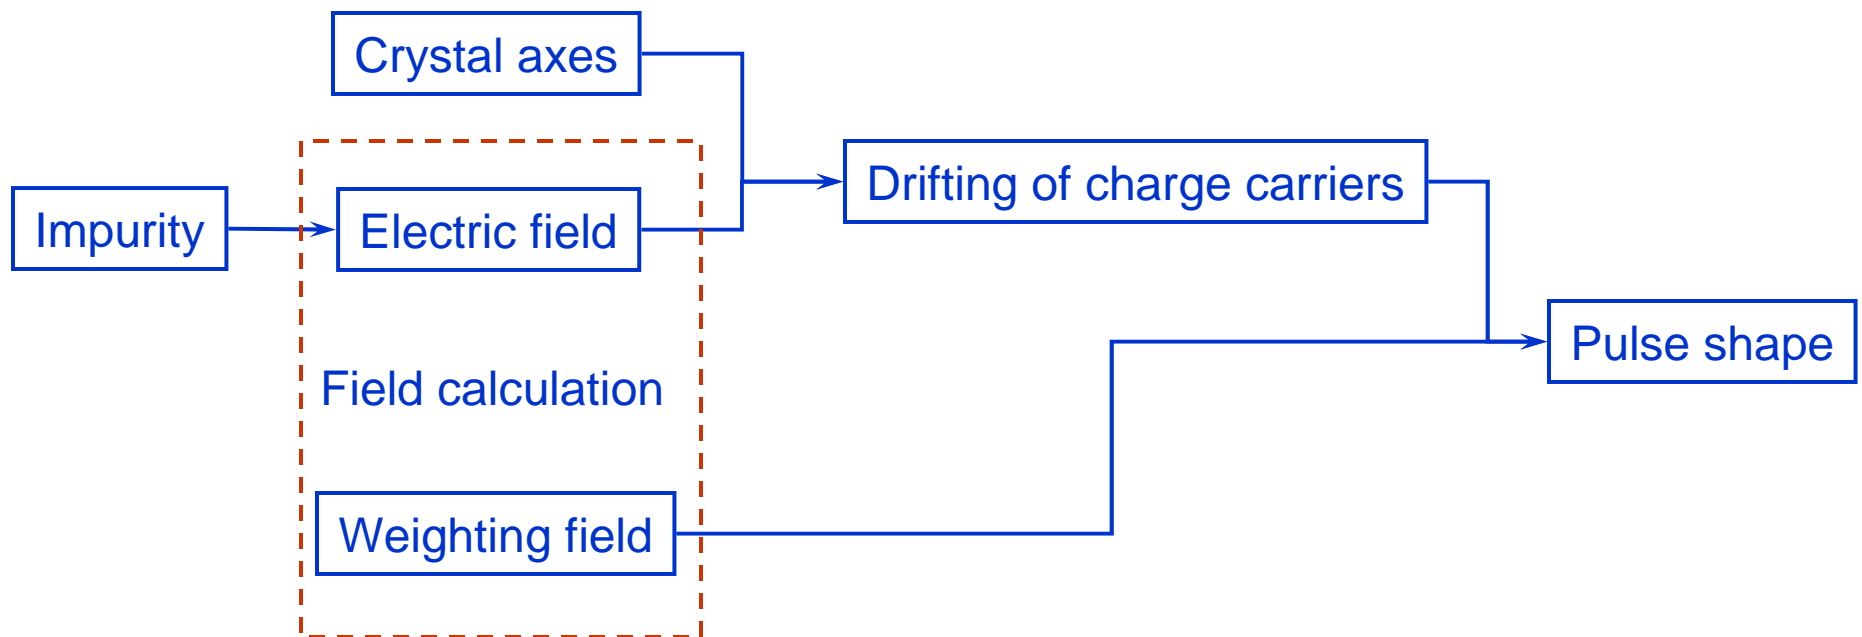 Crystal axes
Drifting of charge carriers
Impurity
Electric field
Pulse shape
Field calculation
Weighting field